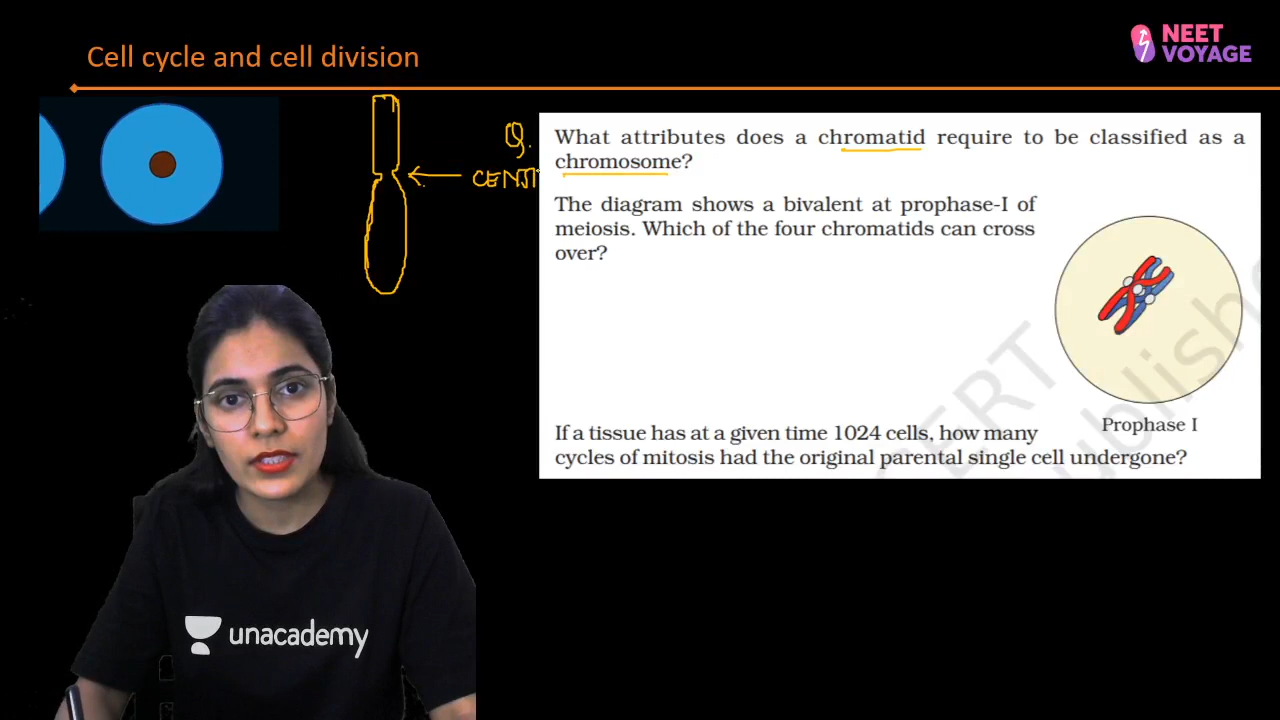 Cell cycle and cell division
NEET
VOYAGE
Q.
What attributes does a chromatid require to be classified as a
chromosome?
CENT
The diagram shows a bivalent at prophase-I of
meiosis. Which of the four chromatids can cross
over?
Prophase I
If a tissue has at a given time 1024 cells, how many
cycles of mitosis had the original parental single cell undergone?
unacademy